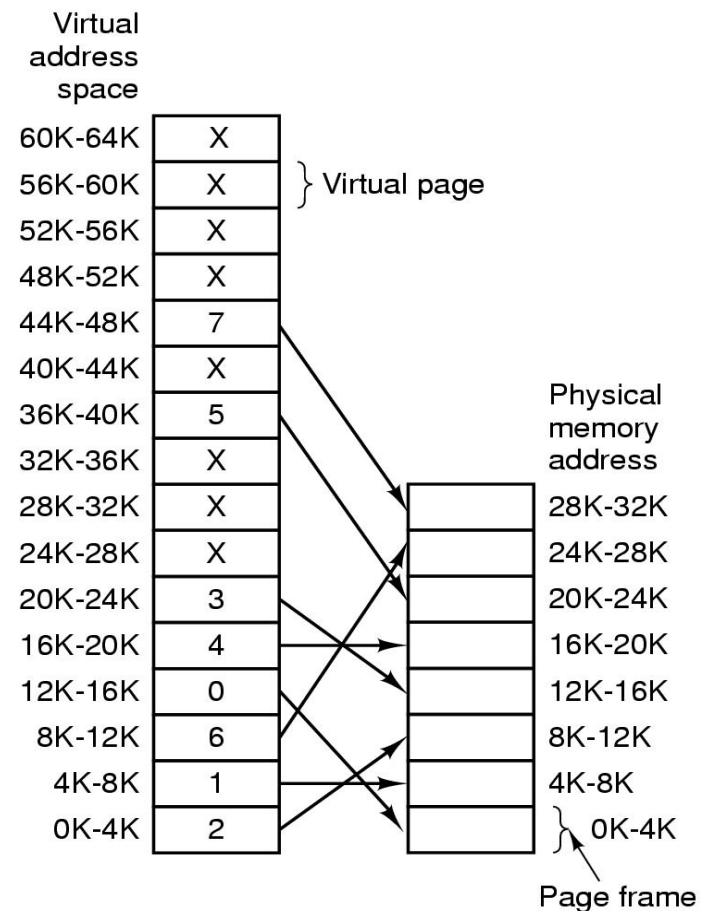 Virtual
address
space
60K-64K X
56K-60K X Virtual page
52K-56K X
48K-52K X
44K-48K 7
40K-44K X
36K-40K 5
32K-36K X
28K-32K X
24K-28K X
20K-24K 3
16K-20K 4
12K-16K 0
8K-12K 6
4K-8K 1
0K-4K 2
Physical
memory
address
28K-32K
24K-28K
20K-24K
16K-20K
12K-16K
8K-12K
4K-8K
0K-4K
Page frame